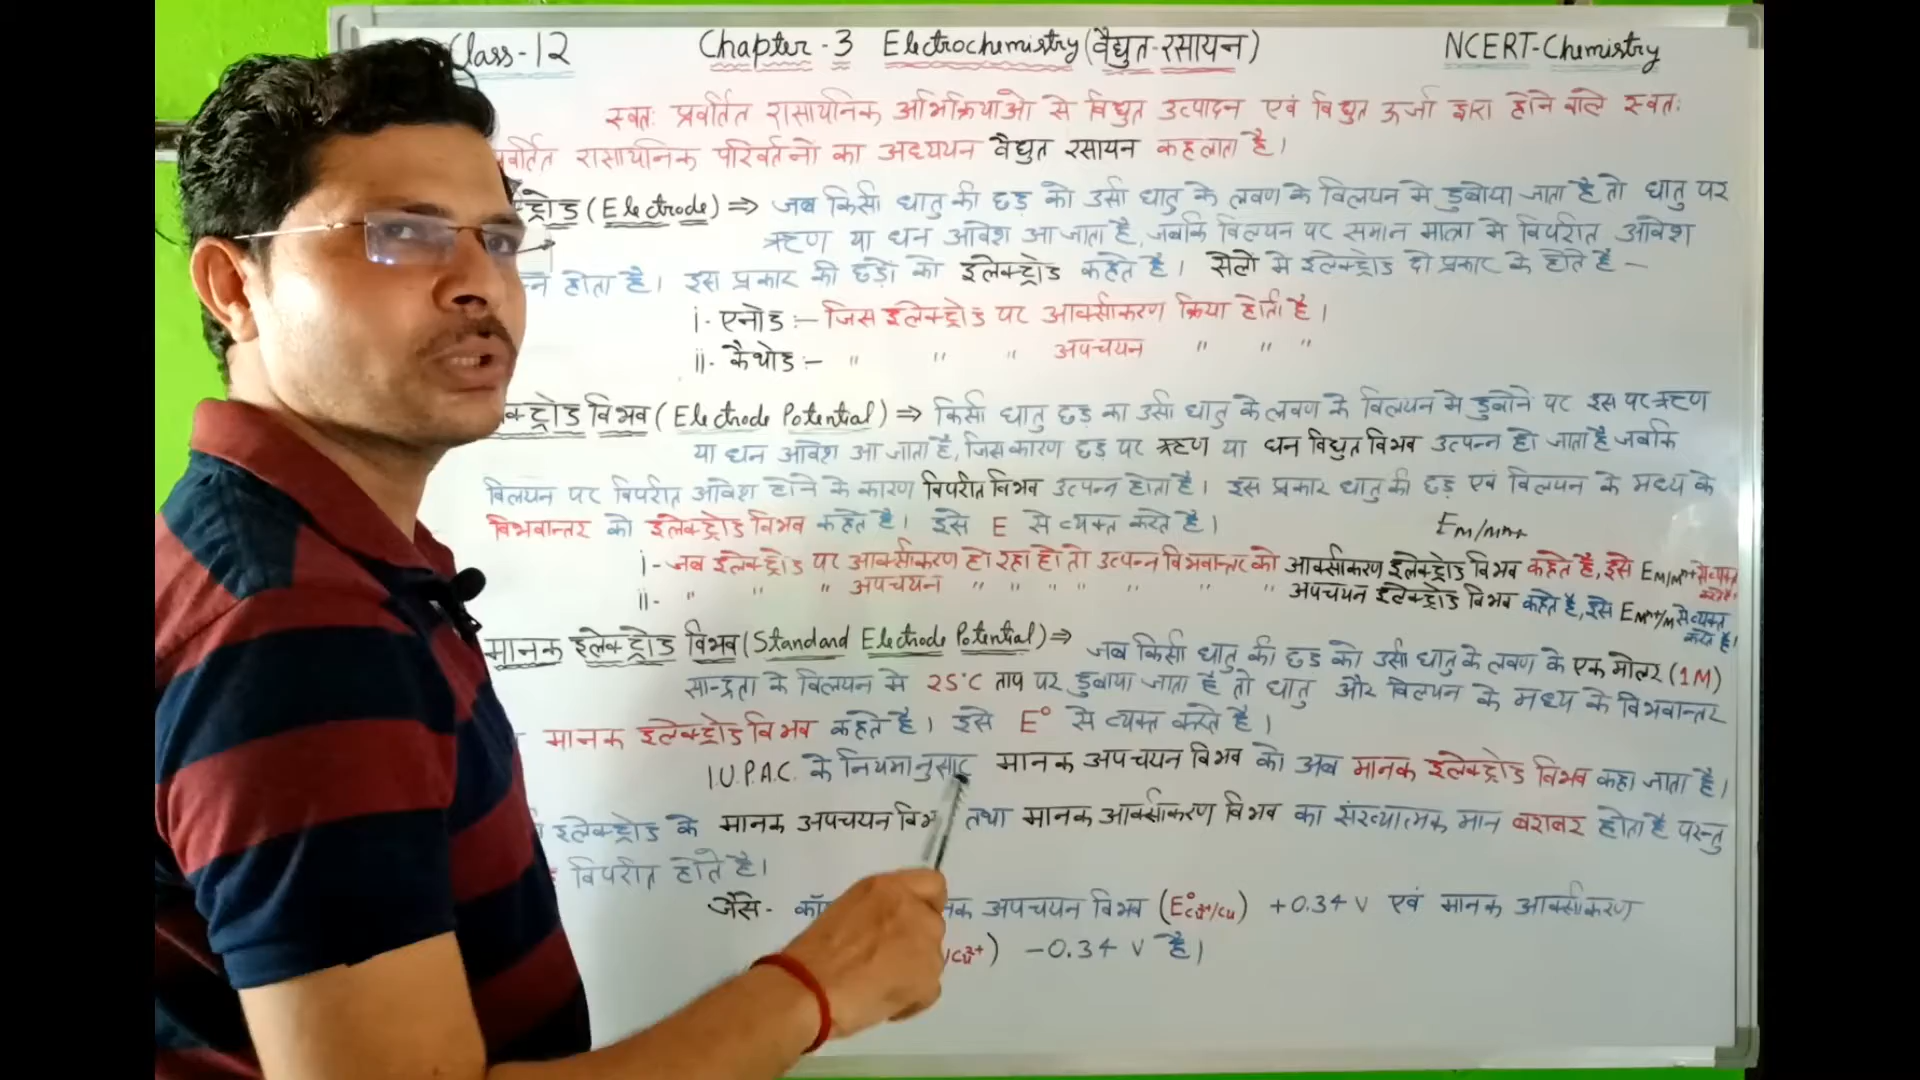 Class-12 Chapter-3 Electrochemistry (वैद्युत-रसायन) NCERT-Chemistry
स्वतः प्रवर्तित रासायनिक अभिक्रियाओ से विद्युत उत्पादन एवं विद्युत ऊर्जा द्वारा होने वाले स्वतः
रासायनिक परिवर्तनो का अध्ययन वैद्युत रसायन कहलाता है।
(Electrode) ⇒ जब किसी धातु की छड़ को उसी धातु के लवण के विलयन मे डुबोया जाता है तो धातु पर
ऋण या धन आवेश आ जाता है, जबकि विलयन पर समान मात्रा मे विपरीत आवेश
होता है। इस प्रकार की छड़ो को इलेक्ट्रोड कहते है। सेलो मे इलेक्ट्रोड दो प्रकार के होते है –
i· एनोड :– जिस इलेक्ट्रोड पर आक्सीकरण क्रिया होती है।
ii· कैथोड :– " " " अपचयन " " "
विभव (Electrode Potential) ⇒ किसी धातु छड़ का उसी धातु के लवण के विलयन मे डुबोने पर इस पर ऋण
या धन आवेश आ जाता है, जिस कारण छड़ पर ऋण या धन विद्युत विभव उत्पन्न हो जाता है जबकि
विलयन पर विपरीत आवेश होने के कारण विपरीत विभव उत्पन्न होता है। इस प्रकार धातु की छड़ एवं विलयन के मध्य के
विभवान्तर को इलेक्ट्रोड विभव कहते है। इसे E से व्यक्त करते है।
i- जब इलेक्ट्रोड पर आक्सीकरण हो रहा हो तो उत्पन्न विभवान्तर को आक्सीकरण इलेक्ट्रोड विभव कहते है, इसे E M/Mⁿ⁺ से व्यक्त करते है।
ii- " " " अपचयन " " " " " " " अपचयन इलेक्ट्रोड विभव कहते है, इसे E Mⁿ⁺/M से व्यक्त करते है।
मानक इलेक्ट्रोड विभव (Standard Electrode Potential) ⇒ जब किसी धातु की छड़ को उसी धातु के लवण के एक मोलर (1M)
सान्द्रता के विलयन मे 25°C ताप पर डुबाया जाता है तो धातु और विलयन के मध्य के विभवान्तर
मानक इलेक्ट्रोड विभव कहते है। इसे E° से व्यक्त करते है।
I.U.P.A.C. के नियमानुसार मानक अपचयन विभव को अब मानक इलेक्ट्रोड विभव कहा जाता है।
इलेक्ट्रोड के मानक अपचयन विभव तथा मानक आक्सीकरण विभव का संख्यात्मक मान बराबर होता है परन्तु
विपरीत होते है।
जैसे- अपचयन विभव (E°Cu²⁺/Cu) +0.34 V एवं मानक आक्सीकरण
/Cu²⁺) −0.34 V है।